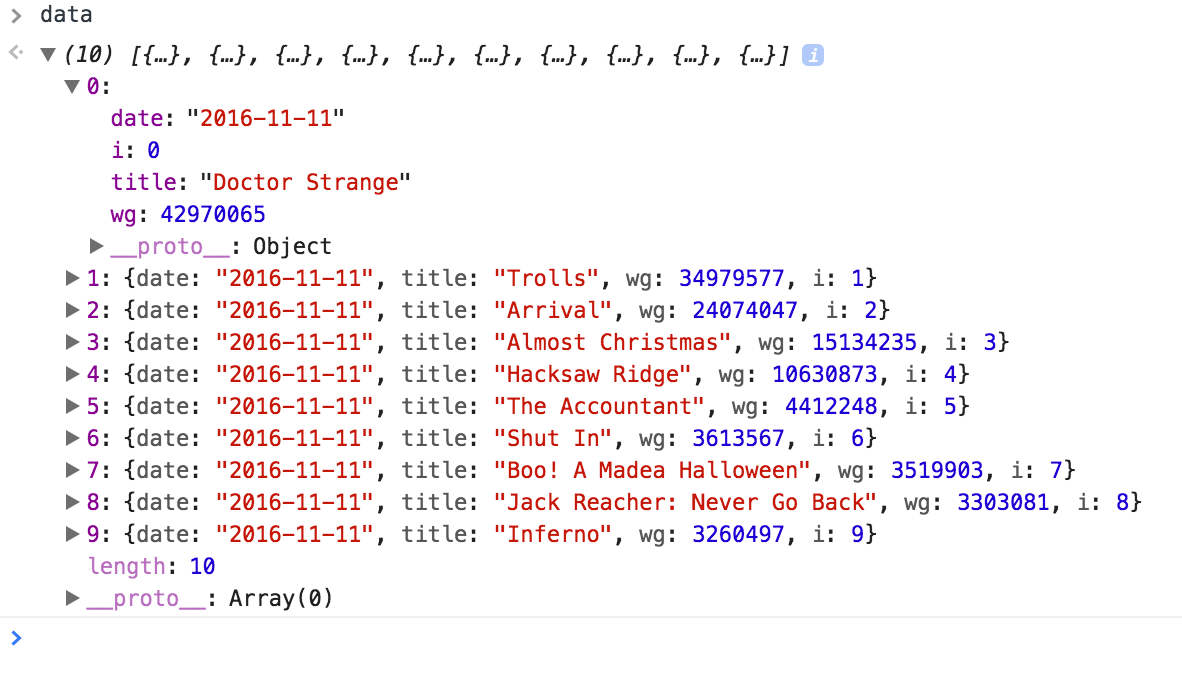 > data
(10) [{…}, {…}, {…}, {…}, {…}, {…}, {…}, {…}, {…}, {…}] i
0:
date: "2016-11-11"
i: 0
title: "Doctor Strange"
wg: 42970065
__proto__: Object
1: {date: "2016-11-11", title: "Trolls", wg: 34979577, i: 1}
2: {date: "2016-11-11", title: "Arrival", wg: 24074047, i: 2}
3: {date: "2016-11-11", title: "Almost Christmas", wg: 15134235, i: 3}
4: {date: "2016-11-11", title: "Hacksaw Ridge", wg: 10630873, i: 4}
5: {date: "2016-11-11", title: "The Accountant", wg: 4412248, i: 5}
6: {date: "2016-11-11", title: "Shut In", wg: 3613567, i: 6}
7: {date: "2016-11-11", title: "Boo! A Madea Halloween", wg: 3519903, i: 7}
8: {date: "2016-11-11", title: "Jack Reacher: Never Go Back", wg: 3303081, i: 8}
9: {date: "2016-11-11", title: "Inferno", wg: 3260497, i: 9}
length: 10
__proto__: Array(0)
>